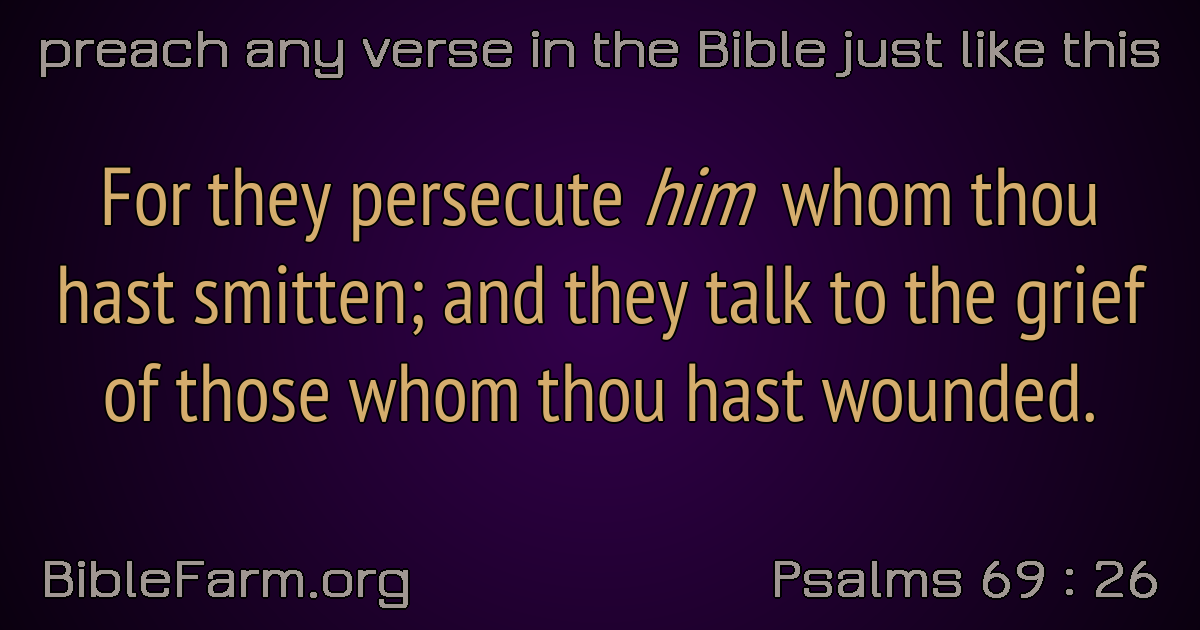 preach any verse in the Bible just like this
For they persecute him whom thou
hast smitten; and they talk to the grief
of those whom thou hast wounded.
BibleFarm.org
Psalms 69 : 26